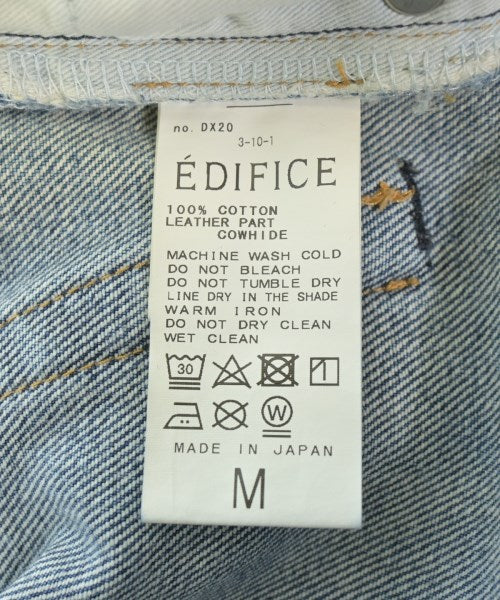 no. DX20
3-10-1
ÉDIFICE
100% COTTON
LEATHER PART
COWHIDE
MACHINE WASH COLD
DO NOT BLEACH
DO NOT TUMBLE DRY
LINE DRY IN THE SHADE
WARM IRON
DO NOT DRY CLEAN
WET CLEAN
30
W
MADE IN JAPAN
M